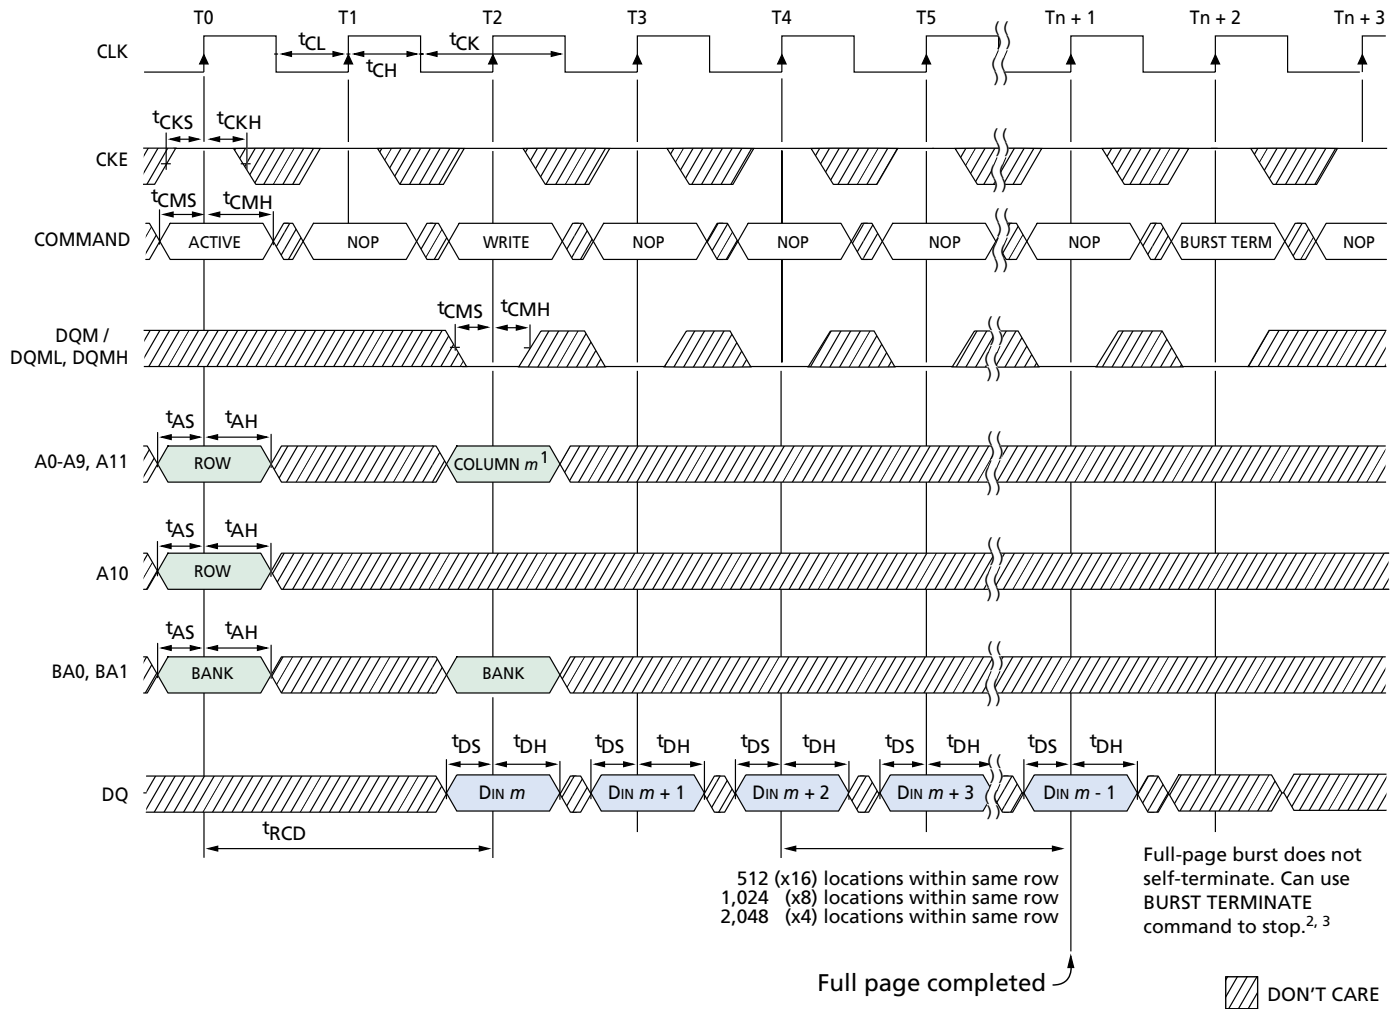 T0 T1 T2 T3 T4 T5 Tn + 1 Tn + 2 Tn + 3
CLK
tCL tCH tCK
tCKS tCKH
CKE
tCMS tCMH
COMMAND ACTIVE NOP WRITE NOP NOP NOP NOP BURST TERM NOP
tCMS tCMH
DQM /
DQML, DQMH
tAS tAH
A0-A9, A11 ROW COLUMN m1
tAS tAH
A10 ROW
tAS tAH
BA0, BA1 BANK BANK
tDS tDH tDS tDH tDS tDH tDS tDH tDS tDH
DQ DIN m DIN m + 1 DIN m + 2 DIN m + 3 DIN m - 1
tRCD
512 (x16) locations within same row
1,024 (x8) locations within same row
2,048 (x4) locations within same row
Full-page burst does not
self-terminate. Can use
BURST TERMINATE
command to stop.2, 3
Full page completed
DON'T CARE